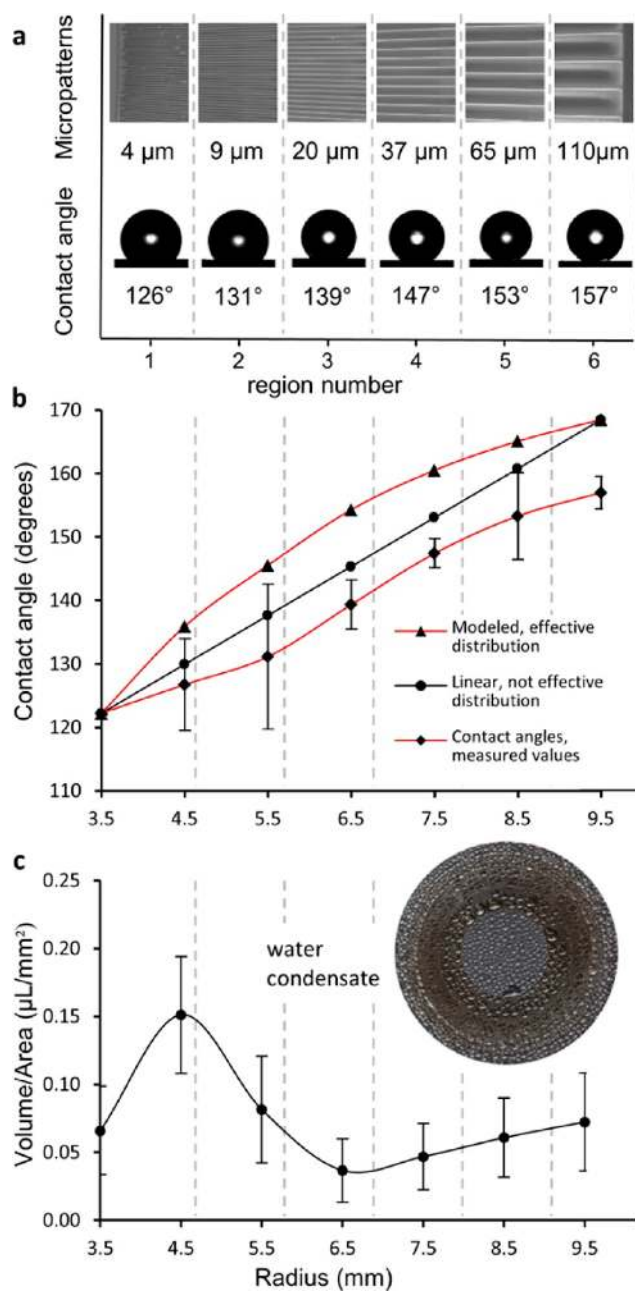 a
Micropatterns
4 µm 9 µm 20 µm 37 µm 65 µm 110µm
Contact angle
126° 131° 139° 147° 153° 157°
1 2 3 4 5 6
region number
b
Contact angle (degrees)
170
160
150
140
130
120
110
Modeled, effective
distribution
Linear, not effective
distribution
Contact angles,
measured values
3.5 4.5 5.5 6.5 7.5 8.5 9.5
c
Volume/Area (µL/mm²)
0.25
0.20
0.15
0.10
0.05
0.00
water
condensate
3.5 4.5 5.5 6.5 7.5 8.5 9.5
Radius (mm)